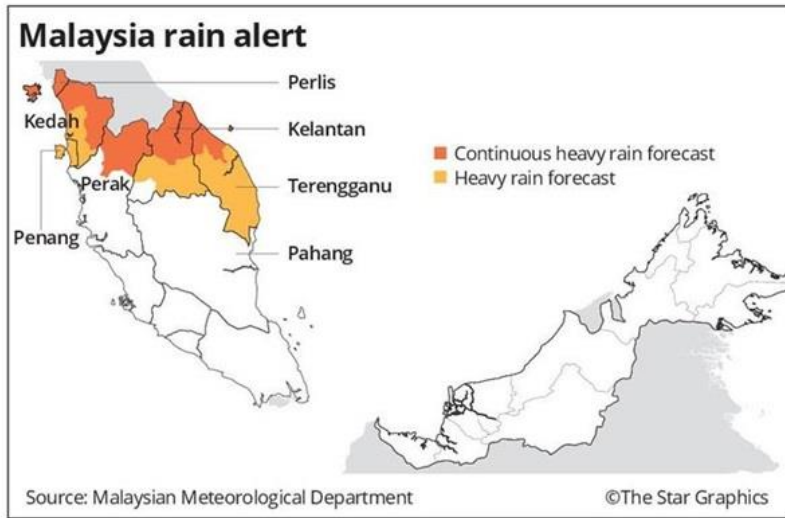 Malaysia rain alert
Perlis
Kedah
Kelantan
Perak
Terengganu
Penang
Pahang
Continuous heavy rain forecast
Heavy rain forecast
Source: Malaysian Meteorological Department
©The Star Graphics